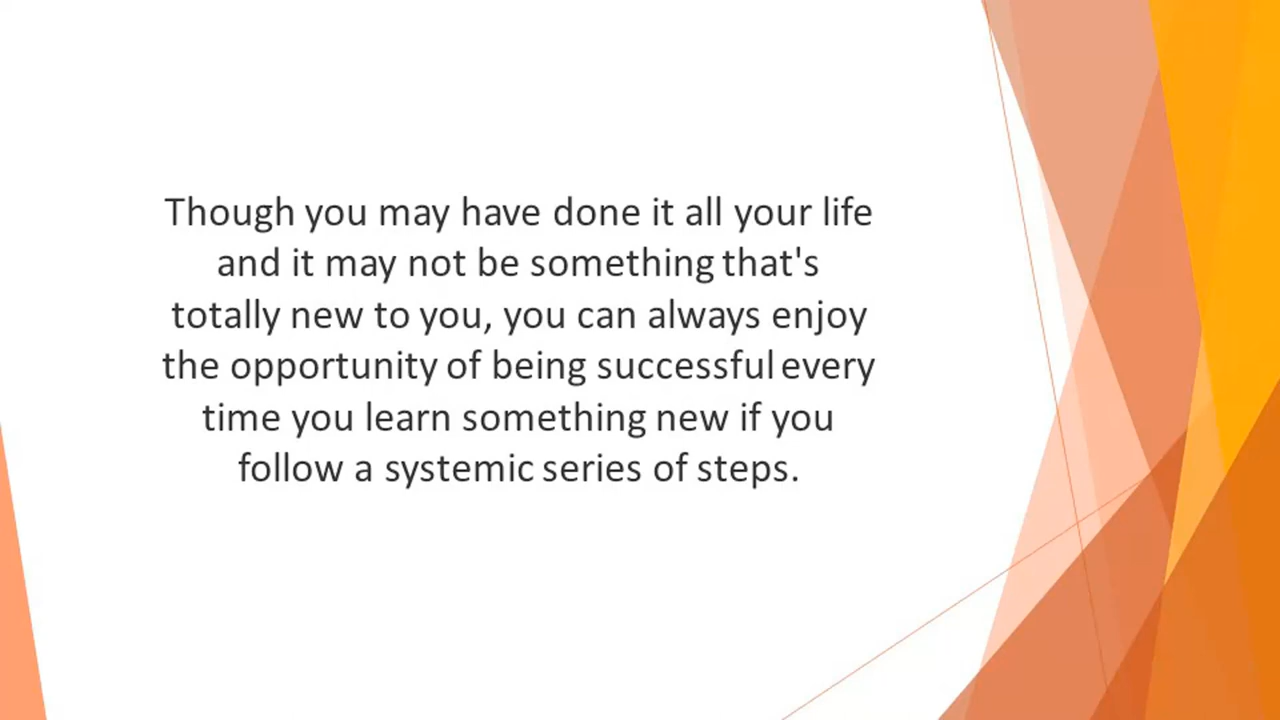 Though you may have done it all your life
and it may not be something that's
totally new to you, you can always enjoy
the opportunity of being successful every
time you learn something new if you
follow a systemic series of steps.